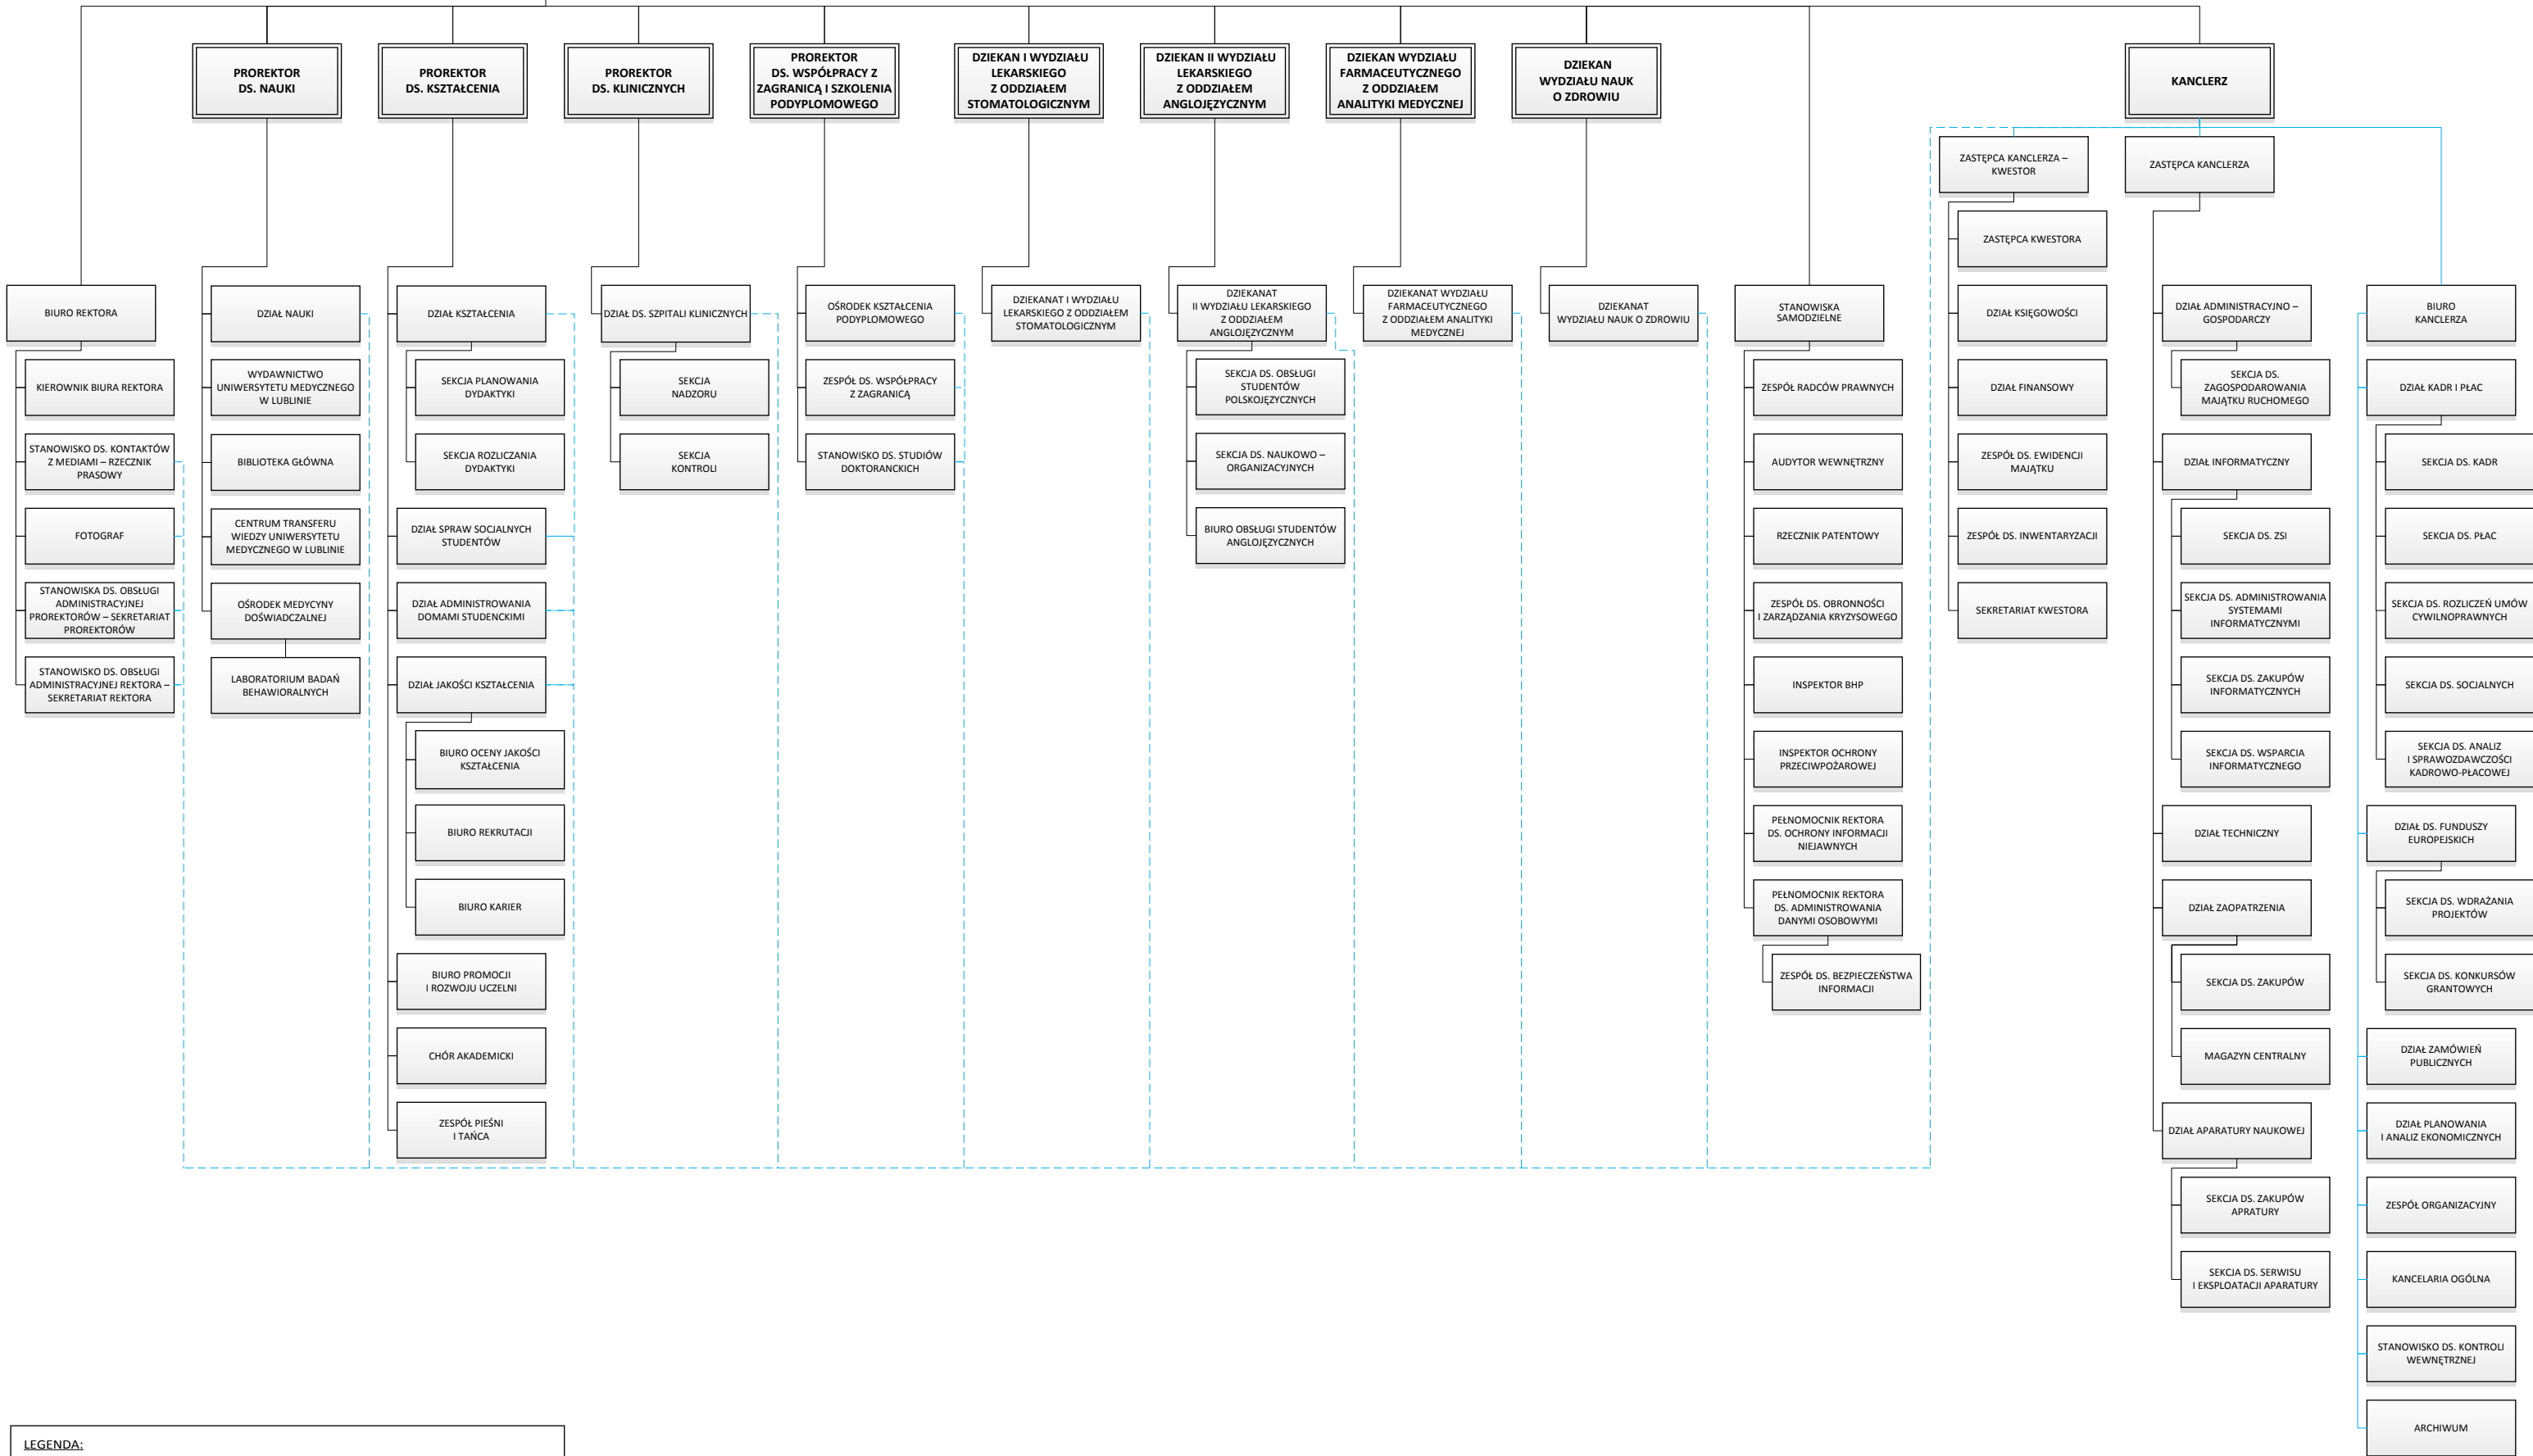 PROREKTOR
DS. NAUKI
PROREKTOR
DS. KSZTAŁCENIA
PROREKTOR
DS. KLINICZNYCH
PROREKTOR
DS. WSPÓŁPRACY Z
ZAGRANICĄ I SZKOLENIA
PODYPLOMOWEGO
DZIEKAN I WYDZIAŁU
LEKARSKIEGO
Z ODDZIAŁEM
STOMATOLOGICZNYM
DZIEKAN II WYDZIAŁU
LEKARSKIEGO
Z ODDZIAŁEM
ANGLOJĘZYCZNYM
DZIEKAN WYDZIAŁU
FARMACEUTYCZNEGO
Z ODDZIAŁEM
ANALITYKI MEDYCZNEJ
DZIEKAN
WYDZIAŁU NAUK
O ZDROWIU
KANCLERZ
ZASTĘPCA KANCLERZA –
KWESTOR
ZASTĘPCA KANCLERZA
BIURO REKTORA
KIEROWNIK BIURA REKTORA
STANOWISKO DS. KONTAKTÓW
Z MEDIAMI – RZECZNIK
PRASOWY
FOTOGRAF
STANOWISKA DS. OBSŁUGI
ADMINISTRACYJNEJ
PROREKTORÓW – SEKRETARIAT
PROREKTORÓW
STANOWISKO DS. OBSŁUGI
ADMINISTRACYJNEJ REKTORA –
SEKRETARIAT REKTORA
DZIAŁ NAUKI
WYDAWNICTWO
UNIWERSYTETU MEDYCZNEGO
W LUBLINIE
BIBLIOTEKA GŁÓWNA
CENTRUM TRANSFERU
WIEDZY UNIWERSYTETU
MEDYCZNEGO W LUBLINIE
OŚRODEK MEDYCYNY
DOŚWIADCZALNEJ
LABORATORIUM BADAŃ
BEHAWIORALNYCH
DZIAŁ KSZTAŁCENIA
SEKCJA PLANOWANIA
DYDAKTYKI
SEKCJA ROZLICZANIA
DYDAKTYKI
DZIAŁ SPRAW SOCJALNYCH
STUDENTÓW
DZIAŁ ADMINISTROWANIA
DOMAMI STUDENCKIMI
DZIAŁ JAKOŚCI KSZTAŁCENIA
BIURO OCENY JAKOŚCI
KSZTAŁCENIA
BIURO REKRUTACJI
BIURO KARIER
BIURO PROMOCJI
I ROZWOJU UCZELNI
CHÓR AKADEMICKI
ZESPÓŁ PIEŚNI
I TAŃCA
DZIAŁ DS. SZPITALI KLINICZNYCH
SEKCJA
NADZORU
SEKCJA
KONTROLI
OŚRODEK KSZTAŁCENIA
PODYPLOMOWEGO
ZESPÓŁ DS. WSPÓŁPRACY
Z ZAGRANICĄ
STANOWISKO DS. STUDIÓW
DOKTORANCKICH
DZIEKANAT I WYDZIAŁU
LEKARSKIEGO Z ODDZIAŁEM
STOMATOLOGICZNYM
DZIEKANAT
II WYDZIAŁU LEKARSKIEGO
Z ODDZIAŁEM
ANGLOJĘZYCZNYM
SEKCJA DS. OBSŁUGI
STUDENTÓW
POLSKOJĘZYCZNYCH
SEKCJA DS. NAUKOWO –
ORGANIZACYJNYCH
BIURO OBSŁUGI STUDENTÓW
ANGLOJĘZYCZNYCH
DZIEKANAT WYDZIAŁU
FARMACEUTYCZNEGO
Z ODDZIAŁEM ANALITYKI
MEDYCZNEJ
DZIEKANAT
WYDZIAŁU NAUK O ZDROWIU
STANOWISKA
SAMODZIELNE
ZESPÓŁ RADCÓW PRAWNYCH
AUDYTOR WEWNĘTRZNY
RZECZNIK PATENTOWY
ZESPÓŁ DS. OBRONNOŚCI
I ZARZĄDZANIA KRYZYSOWEGO
INSPEKTOR BHP
INSPEKTOR OCHRONY
PRZECIWPOŻAROWEJ
PEŁNOMOCNIK REKTORA
DS. OCHRONY INFORMACJI
NIEJAWNYCH
PEŁNOMOCNIK REKTORA
DS. ADMINISTROWANIA
DANYMI OSOBOWYMI
ZESPÓŁ DS. BEZPIECZEŃSTWA
INFORMACJI
ZASTĘPCA KWESTORA
DZIAŁ KSIĘGOWOŚCI
DZIAŁ FINANSOWY
ZESPÓŁ DS. EWIDENCJI
MAJĄTKU
ZESPÓŁ DS. INWENTARYZACJI
SEKRETARIAT KWESTORA
DZIAŁ ADMINISTRACYJNO –
GOSPODARCZY
SEKCJA DS.
ZAGOSPODAROWANIA
MAJĄTKU RUCHOMEGO
DZIAŁ INFORMATYCZNY
SEKCJA DS. ZSI
SEKCJA DS. ADMINISTROWANIA
SYSTEMAMI
INFORMATYCZNYMI
SEKCJA DS. ZAKUPÓW
INFORMATYCZNYCH
SEKCJA DS. WSPARCIA
INFORMATYCZNEGO
DZIAŁ TECHNICZNY
DZIAŁ ZAOPATRZENIA
SEKCJA DS. ZAKUPÓW
MAGAZYN CENTRALNY
DZIAŁ APARATURY NAUKOWEJ
SEKCJA DS. ZAKUPÓW
APRATURY
SEKCJA DS. SERWISU
I EKSPLOATACJI APARATURY
BIURO
KANCLERZA
DZIAŁ KADR I PŁAC
SEKCJA DS. KADR
SEKCJA DS. PŁAC
SEKCJA DS. ROZLICZEŃ UMÓW
CYWILNOPRAWNYCH
SEKCJA DS. SOCJALNYCH
SEKCJA DS. ANALIZ
I SPRAWOZDAWCZOŚCI
KADROWO-PŁACOWEJ
DZIAŁ DS. FUNDUSZY
EUROPEJSKICH
SEKCJA DS. WDRAŻANIA
PROJEKTÓW
SEKCJA DS. KONKURSÓW
GRANTOWYCH
DZIAŁ ZAMÓWIEŃ
PUBLICZNYCH
DZIAŁ PLANOWANIA
I ANALIZ EKONOMICZNYCH
ZESPÓŁ ORGANIZACYJNY
KANCELARIA OGÓLNA
STANOWISKO DS. KONTROLI
WEWNĘTRZNEJ
ARCHIWUM
LEGENDA: